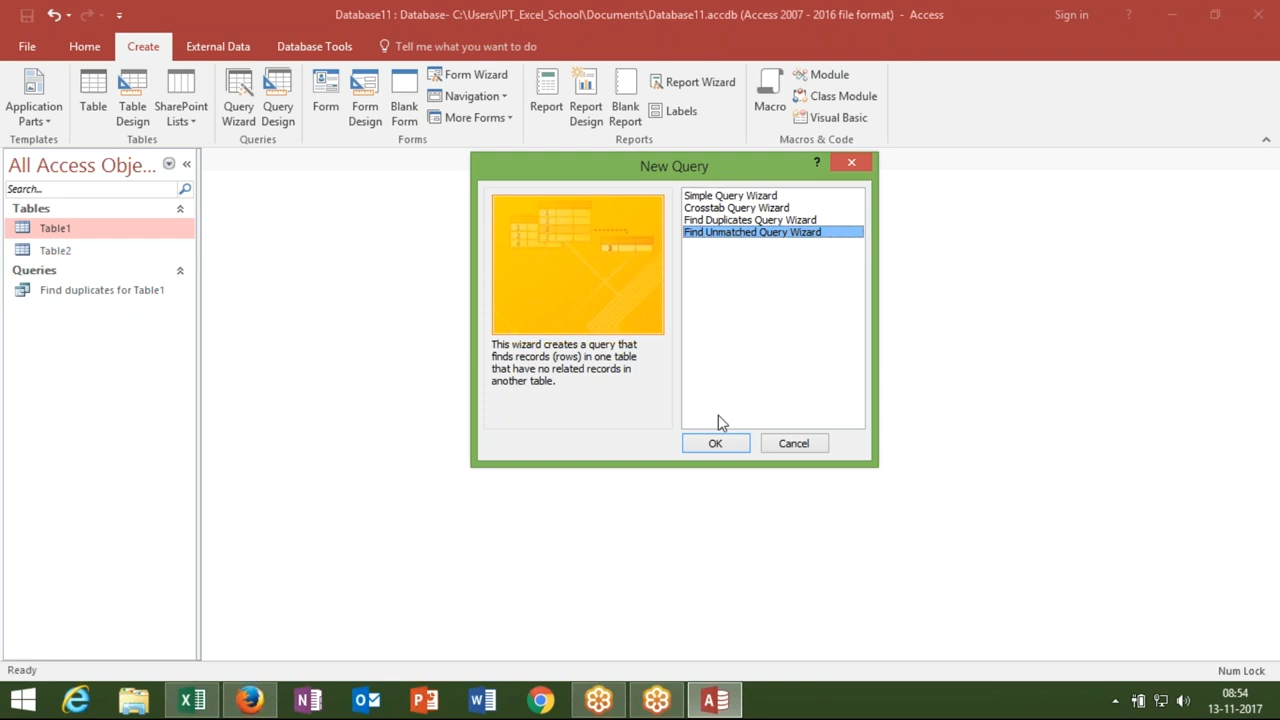 Database11 : Database- C:\Users\IPT_Excel_School\Documents\Database11.accdb (Access 2007 - 2016 file format) - Access
Sign in
?
File Home Create External Data Database Tools Tell me what you want to do
Application Parts
Table
Table Design
SharePoint Lists
Query Wizard
Query Design
Form
Form Design
Blank Form
Form Wizard
Navigation
More Forms
Report
Report Design
Blank Report
Report Wizard
Labels
Macro
Module
Class Module
Visual Basic
Templates Tables Queries Forms Reports Macros & Code
All Access Obje... «
Search...
Tables
Table1
Table2
Queries
Find duplicates for Table1
New Query
?
Simple Query Wizard
Crosstab Query Wizard
Find Duplicates Query Wizard
Find Unmatched Query Wizard
This wizard creates a query that
finds records (rows) in one table
that have no related records in
another table.
OK Cancel
Ready
Num Lock
08:54
13-11-2017